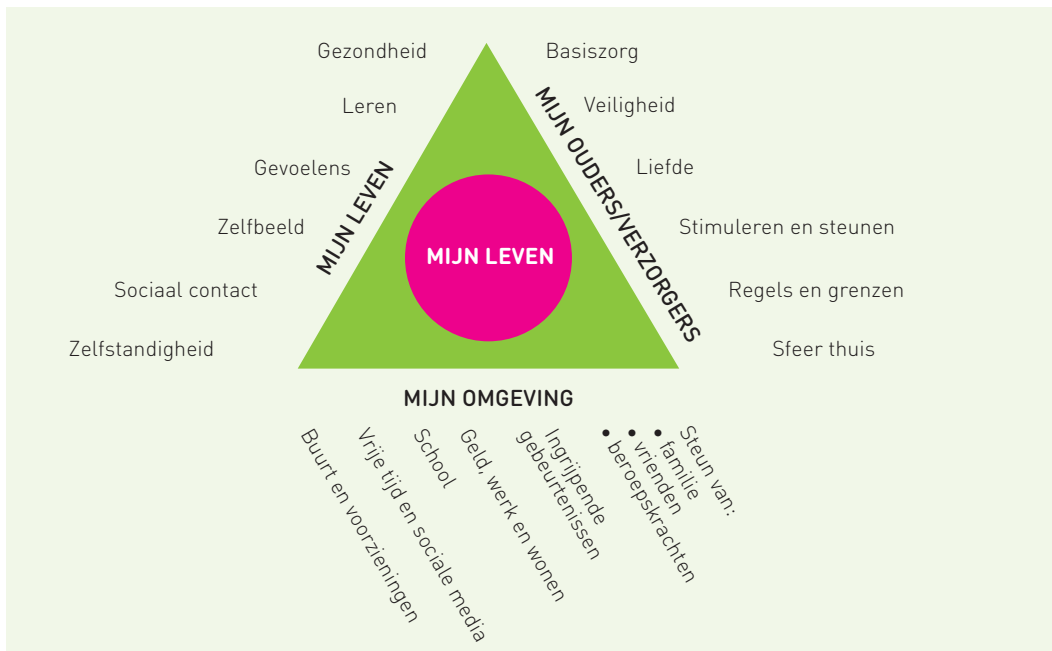 Gezondheid
Leren
Gevoelens
Zelfbeeld
Sociaal contact
Zelfstandigheid
MIJN LEVEN
MIJN LEVEN
MIJN OUDERS/VERZORGERS
Basiszorg
Veiligheid
Liefde
Stimuleren en steunen
Regels en grenzen
Sfeer thuis
MIJN OMGEVING
Buurt en voorzieningen
Vrije tijd en sociale media
School
Geld, werk en wonen
Ingrijpende
gebeurtenissen
Steun van:
• familie
• vrienden
• beroepskrachten